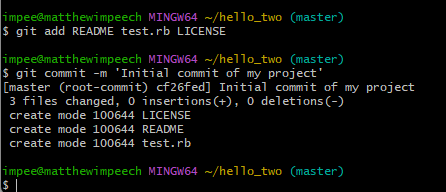 impee@matthewimpeech MINGW64 ~/hello_two (master)
$ git add README test.rb LICENSE
impee@matthewimpeech MINGW64 ~/hello_two (master)
$ git commit -m 'Initial commit of my project'
[master (root-commit) cf26fed] Initial commit of my project
 3 files changed, 0 insertions(+), 0 deletions(-)
 create mode 100644 LICENSE
 create mode 100644 README
 create mode 100644 test.rb
impee@matthewimpeech MINGW64 ~/hello_two (master)
$